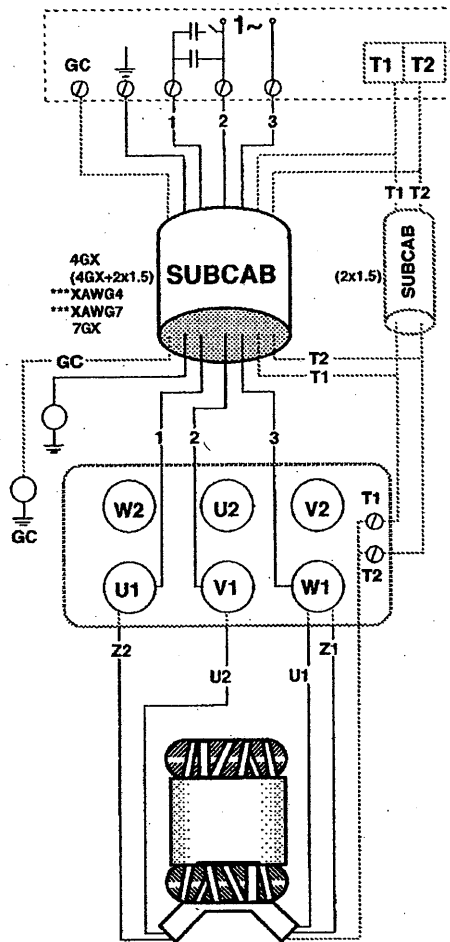 1~
GC
T1 T2
1 2 3
T1 T2
4GX
(4GX+2x1.5)
***XAWG4
***XAWG7
7GX
SUBCAB
(2x1.5)
SUBCAB
GC
T2
T1
1 2 3
GC
W2 U2 V2
T1
U1 V1 W1
T2
Z2 U2 U1 Z1